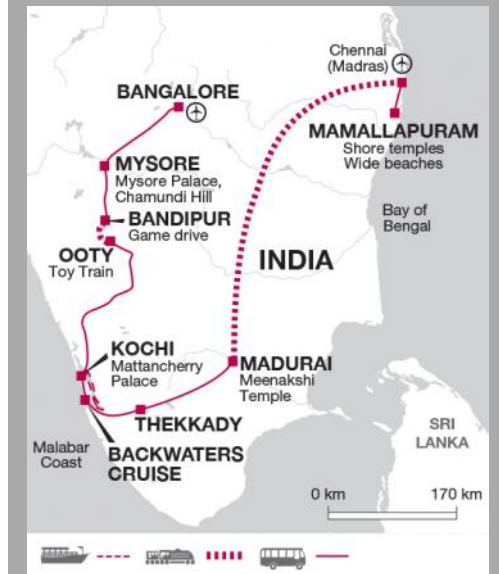 Chennai
(Madras)
BANGALORE
MAMALLAPURAM
Shore temples
Wide beaches
MYSORE
Mysore Palace,
Chamundi Hill
BANDIPUR
Game drive
Bay of
Bengal
OOTY
Toy Train
INDIA
KOCHI
Mattancherry
Palace
MADURAI
Meenakshi
Temple
THEKKADY
SRI
LANKA
Malabar
Coast
BACKWATERS
CRUISE
0 km 170 km